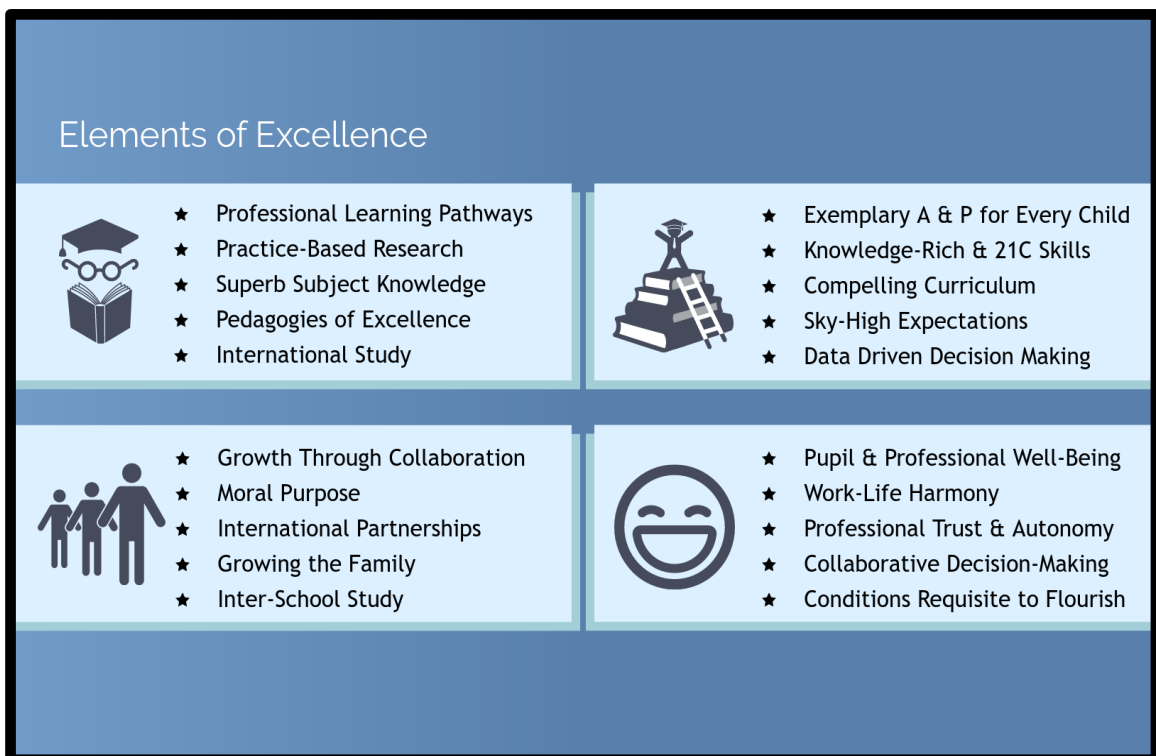 Elements of Excellence
★ Professional Learning Pathways
★ Practice-Based Research
★ Superb Subject Knowledge
★ Pedagogies of Excellence
★ International Study
★ Exemplary A & P for Every Child
★ Knowledge-Rich & 21C Skills
★ Compelling Curriculum
★ Sky-High Expectations
★ Data Driven Decision Making
★ Growth Through Collaboration
★ Moral Purpose
★ International Partnerships
★ Growing the Family
★ Inter-School Study
★ Pupil & Professional Well-Being
★ Work-Life Harmony
★ Professional Trust & Autonomy
★ Collaborative Decision-Making
★ Conditions Requisite to Flourish